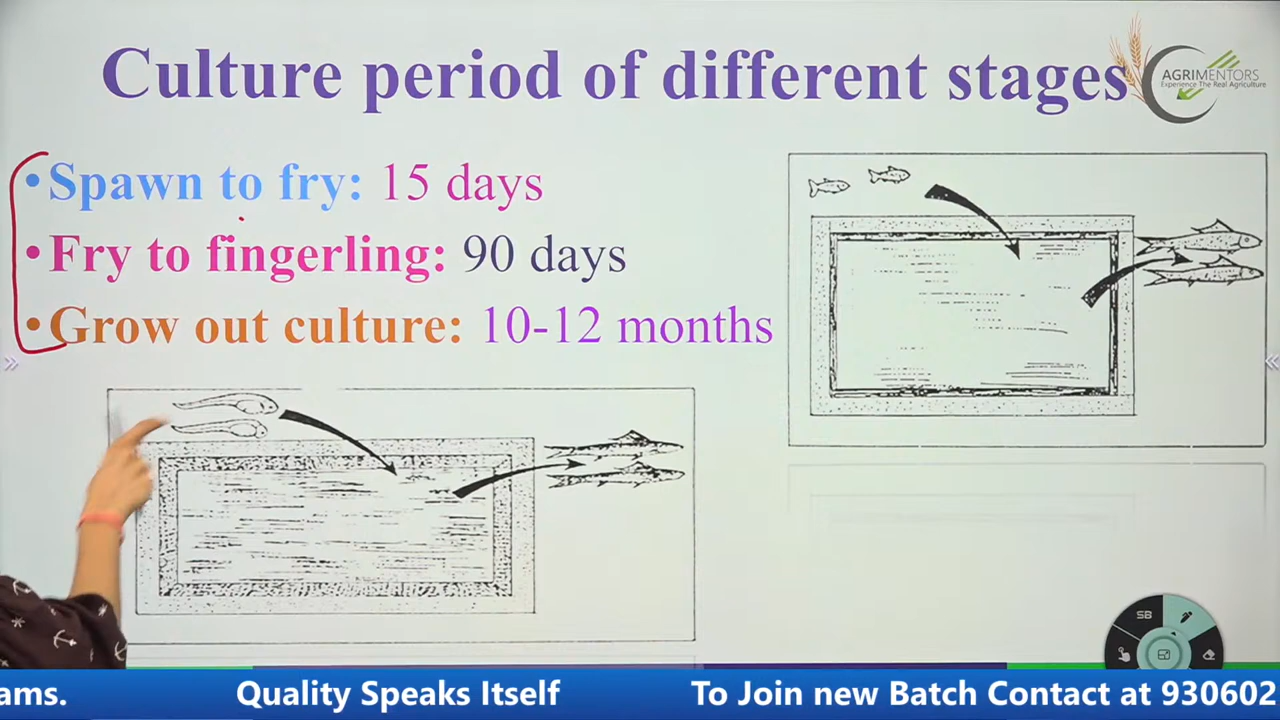 Culture period of different stages
AGRIMENTORS
Experience The Real Agriculture
•Spawn to fry: 15 days
•Fry to fingerling: 90 days
•Grow out culture: 10-12 months
SB
ams. Quality Speaks Itself To Join new Batch Contact at 930602